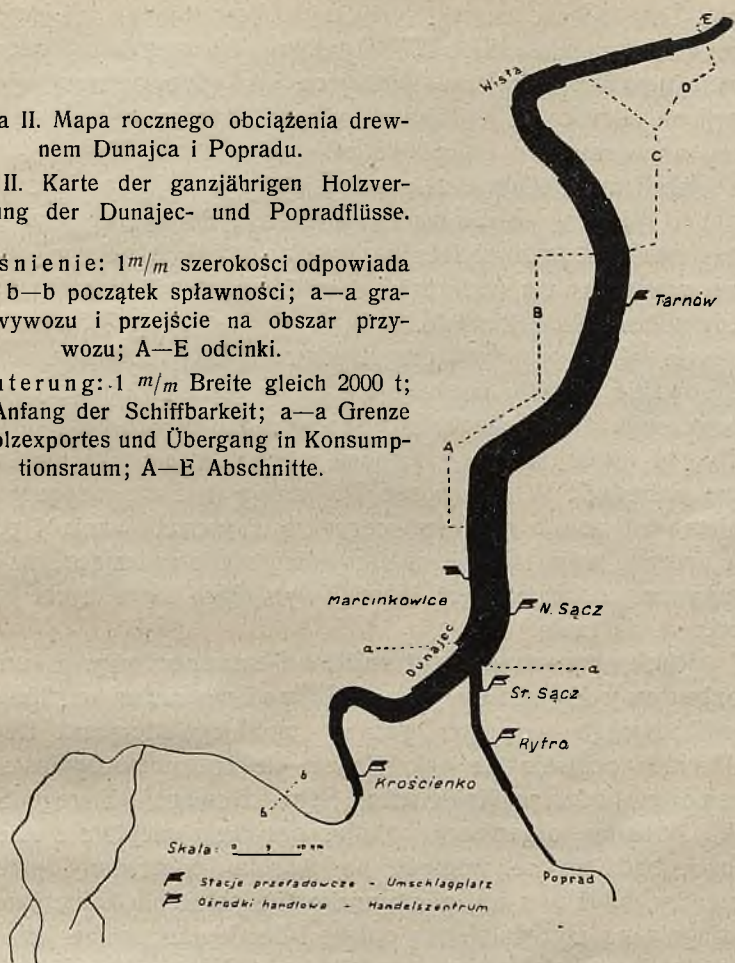 a II. Mapa rocznego obciążenia drew-
nem Dunajca i Popradu.
II. Karte der ganzjährigen Holzver-
ung der Dunajec- und Popradflüsse.
śnienie: 1 m/m szerokości odpowiada
b—b początek spławności; a—a gra-
wywozu i przejście na obszar przy-
wozu; A—E odcinki.
uterung: 1 m/m Breite gleich 2000 t;
Anfang der Schiffbarkeit; a—a Grenze
olzexportes und Übergang in Konsump-
tionsraum; A—E Abschnitte.
E
Wisła
D
C
Tarnów
B
A
Marcinkowice
N. Sącz
Dunajec
a
a
St. Sącz
Rytro
b
b
Krościenko
Skala: 0
Poprad
Stacje przeładowcze - Umschlagplatz
Ośrodki handlowe - Handelszentrum